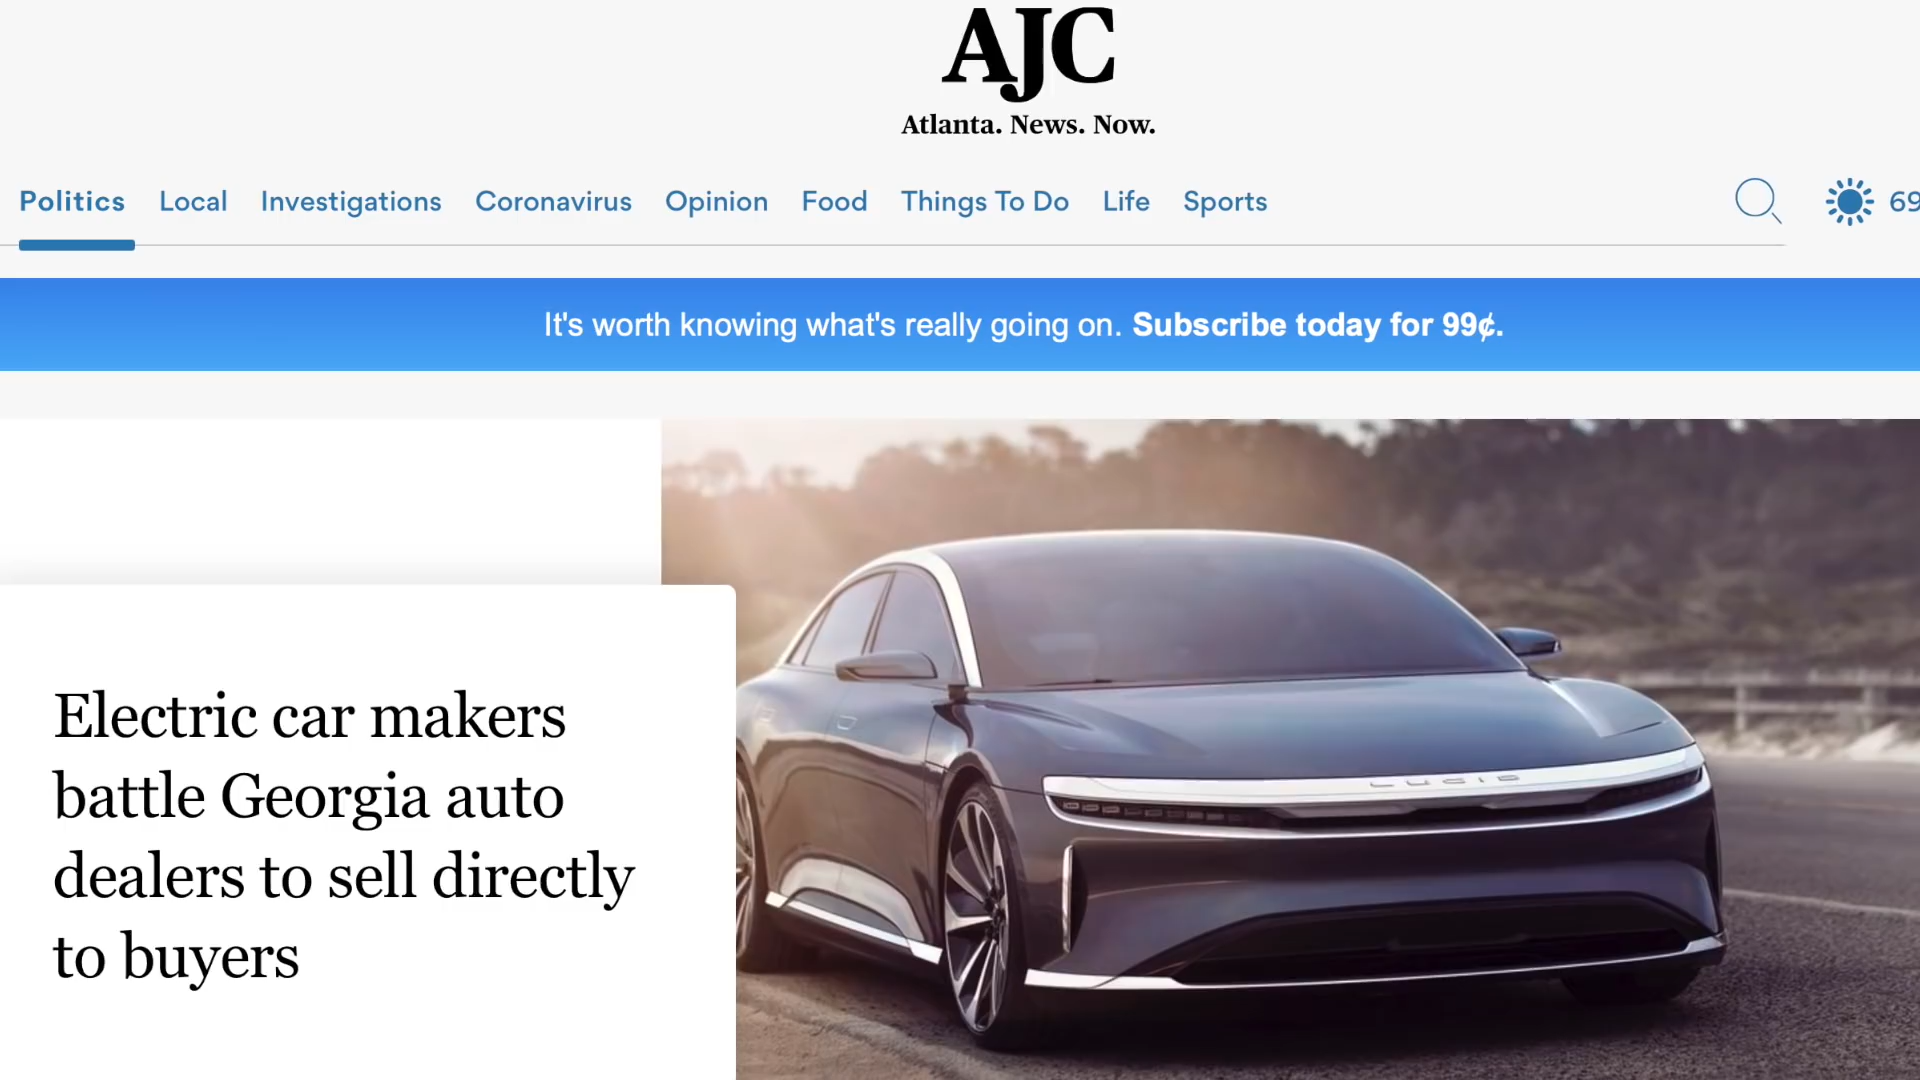 AJC
Atlanta. News. Now.
Politics Local Investigations Coronavirus Opinion Food Things To Do Life Sports 69
It's worth knowing what's really going on. Subscribe today for 99¢.
Electric car makers
battle Georgia auto
dealers to sell directly
to buyers
LUCID